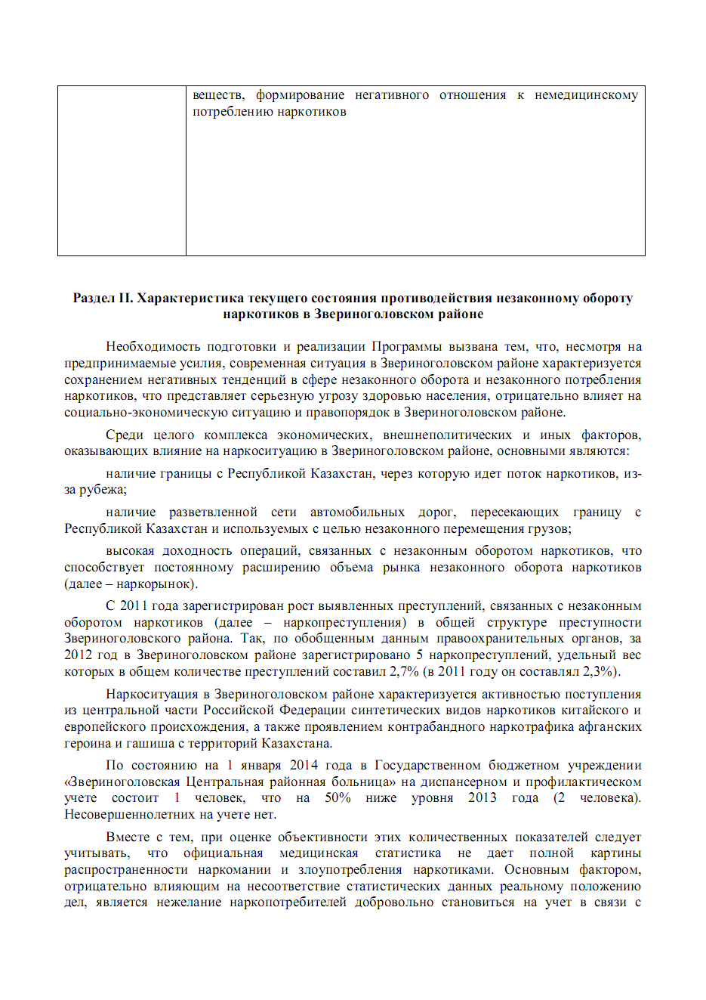 веществ, формирование негативного отношения к немедицинскому
потреблению наркотиков
Раздел II. Характеристика текущего состояния противодействия незаконному обороту
наркотиков в Звериноголовском районе
Необходимость подготовки и реализации Программы вызвана тем, что, несмотря на
предпринимаемые усилия, современная ситуация в Звериноголовском районе характеризуется
сохранением негативных тенденций в сфере незаконного оборота и незаконного потребления
наркотиков, что представляет серьезную угрозу здоровью населения, отрицательно влияет на
социально-экономическую ситуацию и правопорядок в Звериноголовском районе.
Среди целого комплекса экономических, внешнеполитических и иных факторов,
оказывающих влияние на наркоситуацию в Звериноголовском районе, основными являются:
наличие границы с Республикой Казахстан, через которую идет поток наркотиков, из-
за рубежа;
наличие разветвленной сети автомобильных дорог, пересекающих границу с
Республикой Казахстан и используемых с целью незаконного перемещения грузов;
высокая доходность операций, связанных с незаконным оборотом наркотиков, что
способствует постоянному расширению объема рынка незаконного оборота наркотиков
(далее – наркорынок).
С 2011 года зарегистрирован рост выявленных преступлений, связанных с незаконным
оборотом наркотиков (далее – наркопреступления) в общей структуре преступности
Звериноголовского района. Так, по обобщенным данным правоохранительных органов, за
2012 год в Звериноголовском районе зарегистрировано 5 наркопреступлений, удельный вес
которых в общем количестве преступлений составил 2,7% (в 2011 году он составлял 2,3%).
Наркоситуация в Звериноголовском районе характеризуется активностью поступления
из центральной части Российской Федерации синтетических видов наркотиков китайского и
европейского происхождения, а также проявлением контрабандного наркотрафика афганских
героина и гашиша с территорий Казахстана.
По состоянию на 1 января 2014 года в Государственном бюджетном учреждении
«Звериноголовская Центральная районная больница» на диспансерном и профилактическом
учете состоит 1 человек, что на 50% ниже уровня 2013 года (2 человека).
Несовершеннолетних на учете нет.
Вместе с тем, при оценке объективности этих количественных показателей следует
учитывать, что официальная медицинская статистика не дает полной картины
распространенности наркомании и злоупотребления наркотиками. Основным фактором,
отрицательно влияющим на несоответствие статистических данных реальному положению
дел, является нежелание наркопотребителей добровольно становиться на учет в связи с